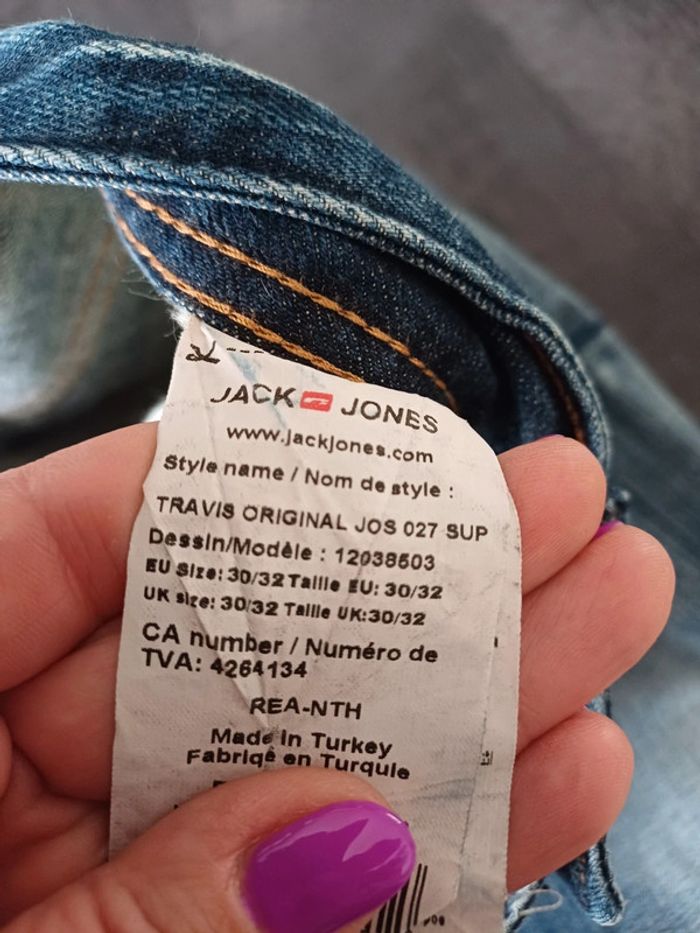 JACK JONES
www.jackjones.com
Style name / Nom de style :
TRAVIS ORIGINAL JOS 027 SUP
Dessin/Modèle : 12038503
EU Size: 30/32 Taille EU: 30/32
UK size: 30/32 Taille UK:30/32
CA number / Numéro de
TVA: 4264134
REA-NTH
Made in Turkey
Fabriqé en Turquie